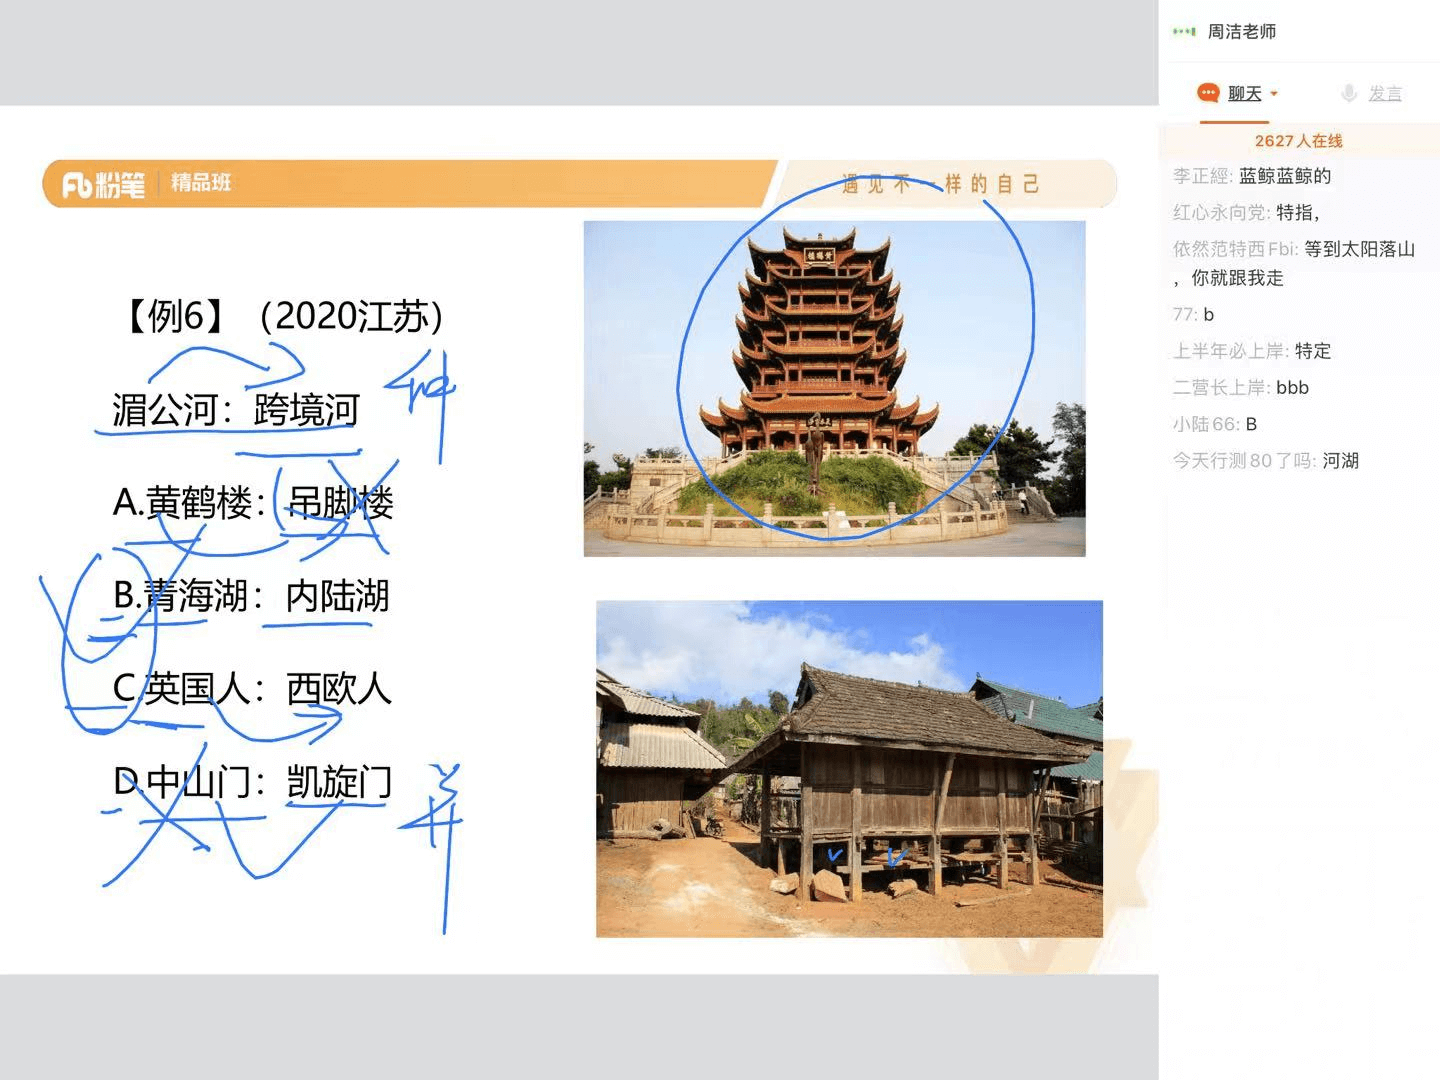 粉笔 精品班
遇见不一样的自己
【例6】（2020江苏）
湄公河：跨境河
种
A.黄鹤楼：吊脚楼
B.青海湖：内陆湖
C.英国人：西欧人
D.中山门：凯旋门
并
黄鹤楼
周洁老师
聊天
发言
2627人在线
李正經: 蓝鲸蓝鲸的
红心永向党: 特指，
依然范特西Fbi: 等到太阳落山
，你就跟我走
77: b
上半年必上岸: 特定
二营长上岸: bbb
小陆66: B
今天行测80了吗: 河湖